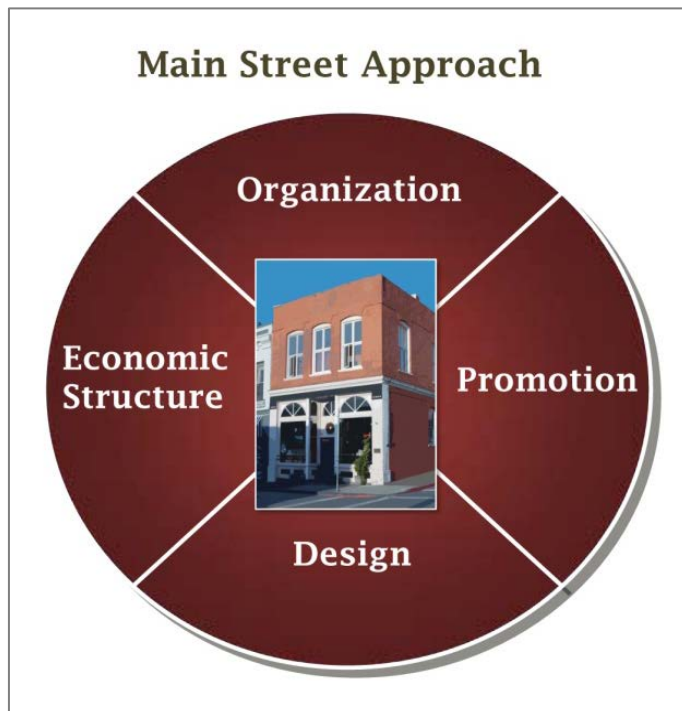 Main Street Approach
Organization
Economic
Structure
Promotion
Design